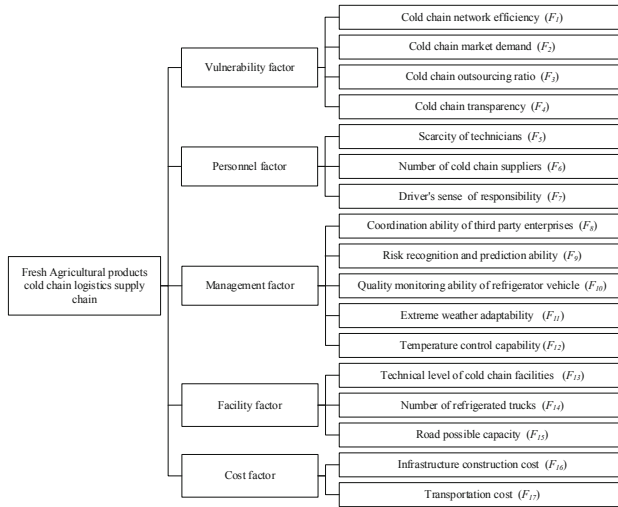 Fresh Agricultural products
cold chain logistics supply
chain
Vulnerability factor
Cold chain network efficiency (F1)
Cold chain market demand (F2)
Cold chain outsourcing ratio (F3)
Cold chain transparency (F4)
Personnel factor
Scarcity of technicians (F5)
Number of cold chain suppliers (F6)
Driver's sense of responsibility (F7)
Management factor
Coordination ability of third party enterprises (F8)
Risk recognition and prediction ability (F9)
Quality monitoring ability of refrigerator vehicle (F10)
Extreme weather adaptability (F11)
Temperature control capability (F12)
Facility factor
Technical level of cold chain facilities (F13)
Number of refrigerated trucks (F14)
Road possible capacity (F15)
Cost factor
Infrastructure construction cost (F16)
Transportation cost (F17)